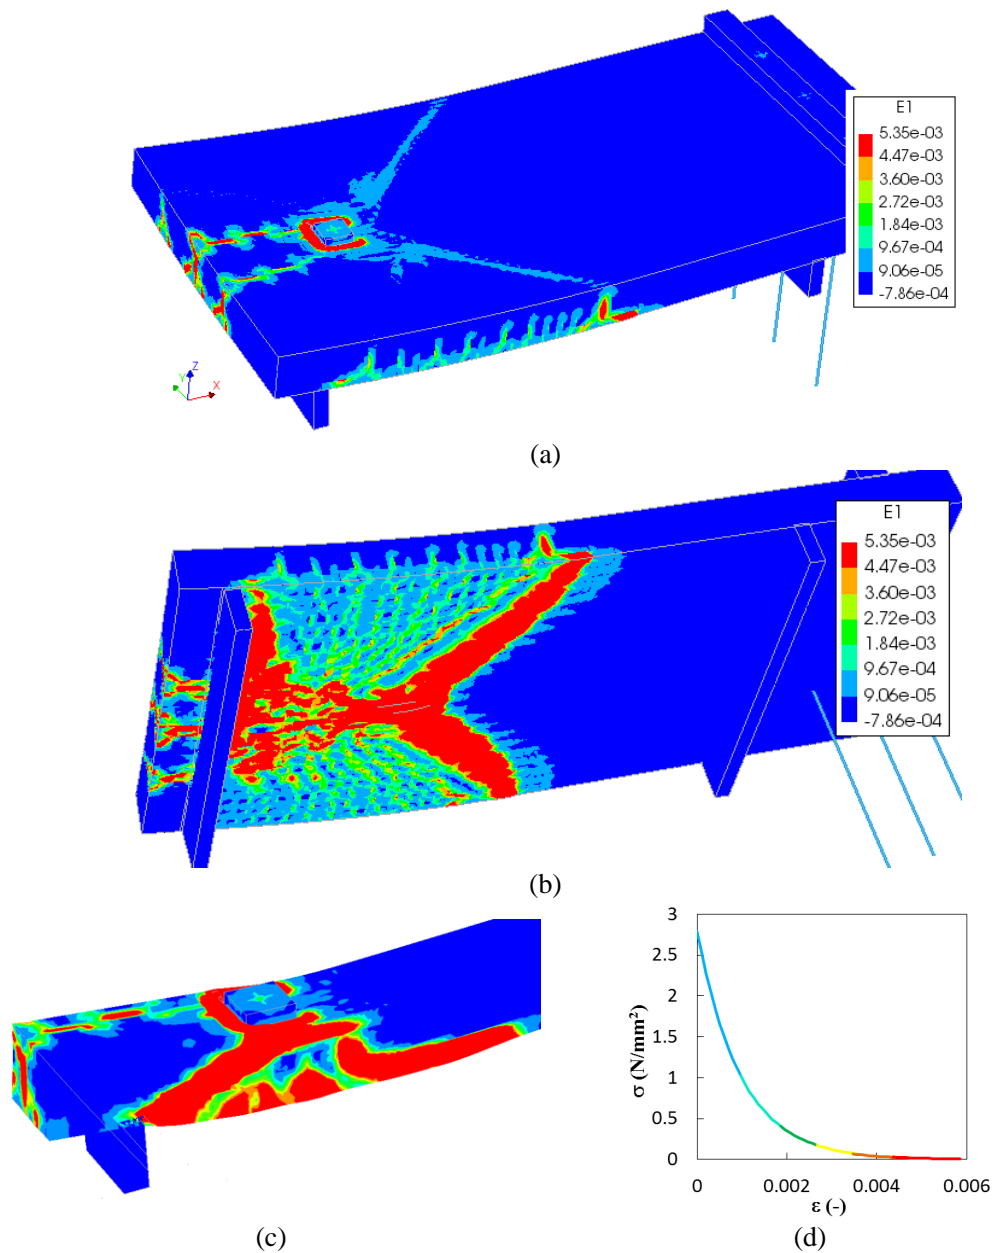 E1
5.35e-03
4.47e-03
3.60e-03
2.72e-03
1.84e-03
9.67e-04
9.06e-05
-7.86e-04
Z
Y
X
(a)
E1
5.35e-03
4.47e-03
3.60e-03
2.72e-03
1.84e-03
9.67e-04
9.06e-05
-7.86e-04
(b)
3
2.5
2
1.5
1
0.5
0
σ (N/mm²)
0 0.002 0.004 0.006
ε (-)
(c) (d)